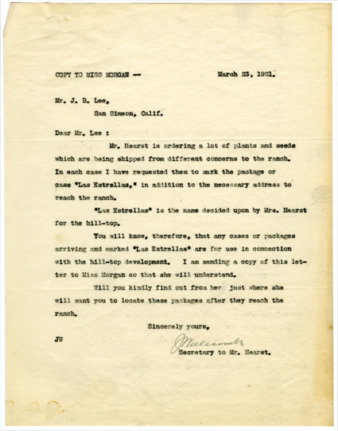 COPY TO MISS MORGAN --
March 23, 1921.
Mr. J. R. Lee,
San Simeon, Calif.
Dear Mr. Lee :
Mr. Hearst is ordering a lot of plants and seeds
which are being shipped from different concerns to the ranch.
In each case I have requested them to mark the package or
case "Las Estrellas," in addition to the necessary address to
reach the ranch.
"Las Estrellas" is the name decided upon by Mrs. Hearst
for the hill-top.
You will know, therefore, that any cases or packages
arriving and marked "Las Estrellas" are for use in connection
with the hill-top development. I am sending a copy of this let-
ter to Miss Morgan so that she will understand.
Will you kindly find out from her just where she
will want you to locate these packages after they reach the
ranch.
Sincerely yours,
JW
Secretary to Mr. Hearst.